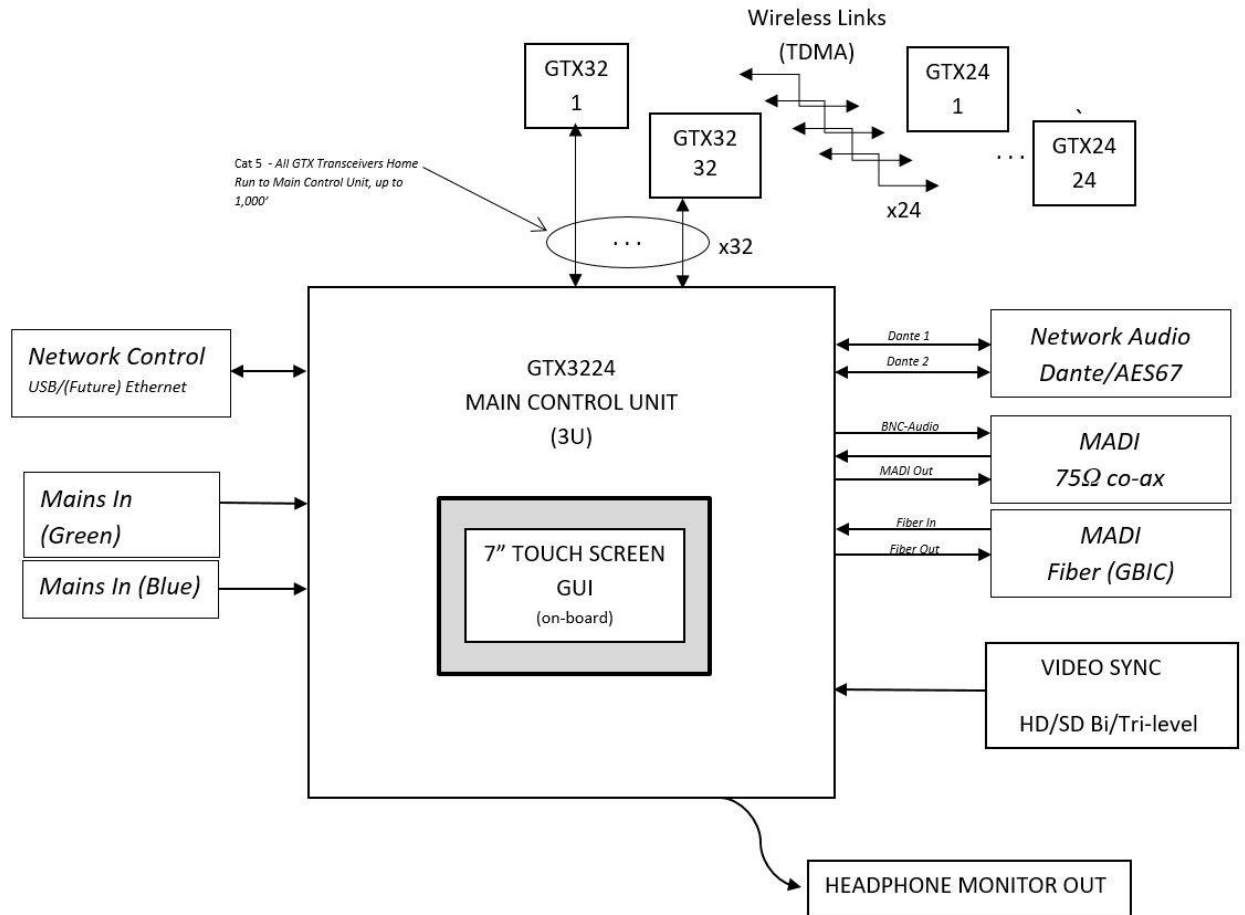 Wireless Links
(TDMA)
GTX32
1
GTX32
32
GTX24
1
`
. . .
GTX24
24
x24
Cat 5 - All GTX Transceivers Home
Run to Main Control Unit, up to
1,000’
. . .
x32
Network Control
USB/(Future) Ethernet
Mains In
(Green)
Mains In (Blue)
GTX3224
MAIN CONTROL UNIT
(3U)
7” TOUCH SCREEN
GUI
(on-board)
Dante 1
Dante 2
Network Audio
Dante/AES67
BNC-Audio
MADI Out
MADI
75Ω co-ax
Fiber In
Fiber Out
MADI
Fiber (GBIC)
VIDEO SYNC
HD/SD Bi/Tri-level
HEADPHONE MONITOR OUT